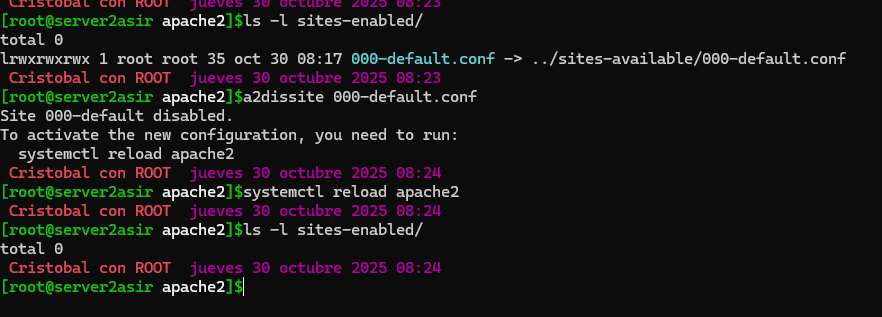 Cristobal con ROOT  jueves 30 octubre 2025 08:23
[root@server2asir apache2]$ls -l sites-enabled/
total 0
lrwxrwxrwx 1 root root 35 oct 30 08:17 000-default.conf -> ../sites-available/000-default.conf
Cristobal con ROOT  jueves 30 octubre 2025 08:23
[root@server2asir apache2]$a2dissite 000-default.conf
Site 000-default disabled.
To activate the new configuration, you need to run:
  systemctl reload apache2
Cristobal con ROOT  jueves 30 octubre 2025 08:24
[root@server2asir apache2]$systemctl reload apache2
Cristobal con ROOT  jueves 30 octubre 2025 08:24
[root@server2asir apache2]$ls -l sites-enabled/
total 0
Cristobal con ROOT  jueves 30 octubre 2025 08:24
[root@server2asir apache2]$